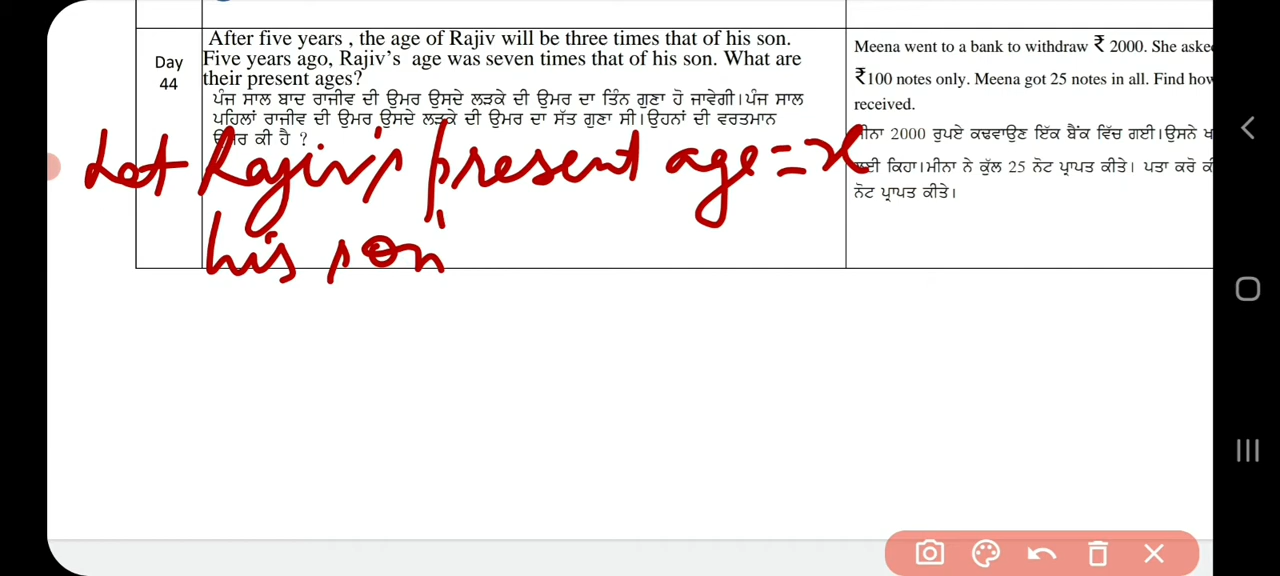 Day
44
After five years , the age of Rajiv will be three times that of his son.
Five years ago, Rajiv's age was seven times that of his son. What are
their present ages?
ਪੰਜ ਸਾਲ ਬਾਦ ਰਾਜੀਵ ਦੀ ਉਮਰ ਉਸਦੇ ਲੜਕੇ ਦੀ ਉਮਰ ਦਾ ਤਿੰਨ ਗੁਣਾ ਹੋ ਜਾਵੇਗੀ।ਪੰਜ ਸਾਲ
ਪਹਿਲਾਂ ਰਾਜੀਵ ਦੀ ਉਮਰ ਉਸਦੇ ਲੜਕੇ ਦੀ ਉਮਰ ਦਾ ਸੱਤ ਗੁਣਾ ਸੀ।ਉਹਨਾਂ ਦੀ ਵਰਤਮਾਨ
ਉਮਰ ਕੀ ਹੈ ?
Let Rajiv's present age = x
his son
Meena went to a bank to withdraw ₹ 2000. She aske
₹100 notes only. Meena got 25 notes in all. Find how
received.
ਮੀਨਾ 2000 ਰੁਪਏ ਕਢਵਾਉਣ ਇੱਕ ਬੈਂਕ ਵਿੱਚ ਗਈ।ਉਸਨੇ
ਕਿਹਾ।ਮੀਨਾ ਨੇ ਕੁੱਲ 25 ਨੋਟ ਪ੍ਰਾਪਤ ਕੀਤੇ। ਪਤਾ ਕਰੋ
ਨੋਟ ਪ੍ਰਾਪਤ ਕੀਤੇ।